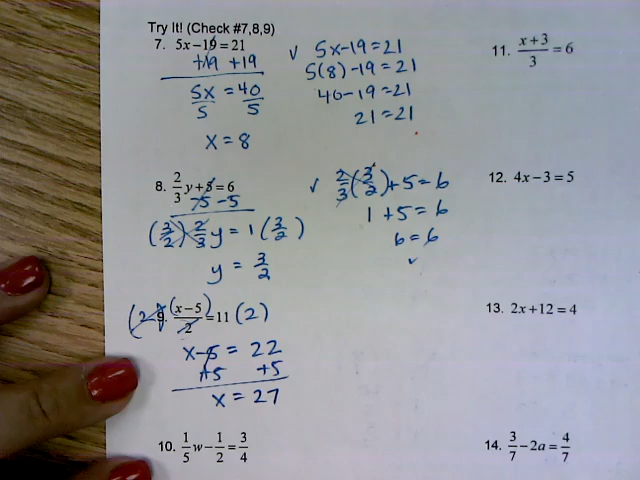 Try It! (Check #7,8,9)
7. 5x−19=21
+19 +19
5x = 40
5 5
x = 8
✓ 5x−19=21
5(8)−19=21
40−19=21
21=21
8. 2/3 y+5=6
−5 −5
(3/2) 2/3 y = 1 (3/2)
y = 3/2
✓ 2/3 (3/2)+5=6
1+5=6
6=6
✓
(2) 9. (x−5)/2 = 11 (2)
x−5 = 22
+5 +5
x = 27
10. 1/5 w − 1/2 = 3/4
11. (x+3)/3 = 6
12. 4x−3=5
13. 2x+12=4
14. 3/7 − 2a = 4/7